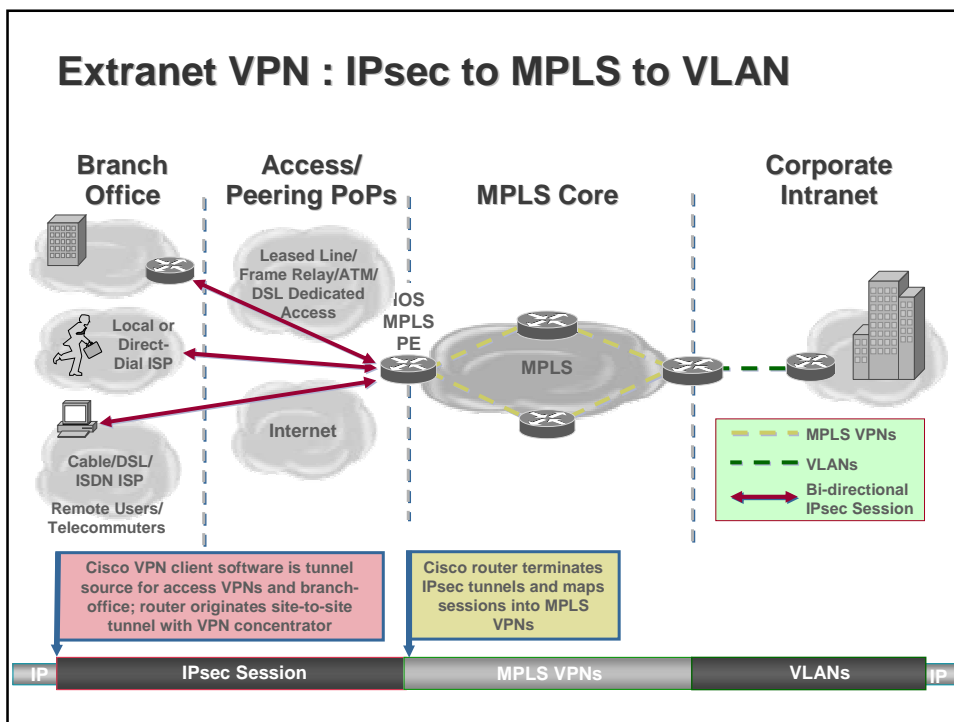 Extranet VPN : IPsec to MPLS to VLAN
Branch
Office
Access/
Peering PoPs
MPLS Core
Corporate
Intranet
Leased Line/
Frame Relay/ATM/
DSL Dedicated
Access
IOS
MPLS
PE
Local or
Direct-
Dial ISP
MPLS
Internet
Cable/DSL/
ISDN ISP
Remote Users/
Telecommuters
MPLS VPNs
VLANs
Bi-directional
IPsec Session
Cisco VPN client software is tunnel
source for access VPNs and branch-
office; router originates site-to-site
tunnel with VPN concentrator
Cisco router terminates
IPsec tunnels and maps
sessions into MPLS
VPNs
IP
IPsec Session
MPLS VPNs
VLANs
IP